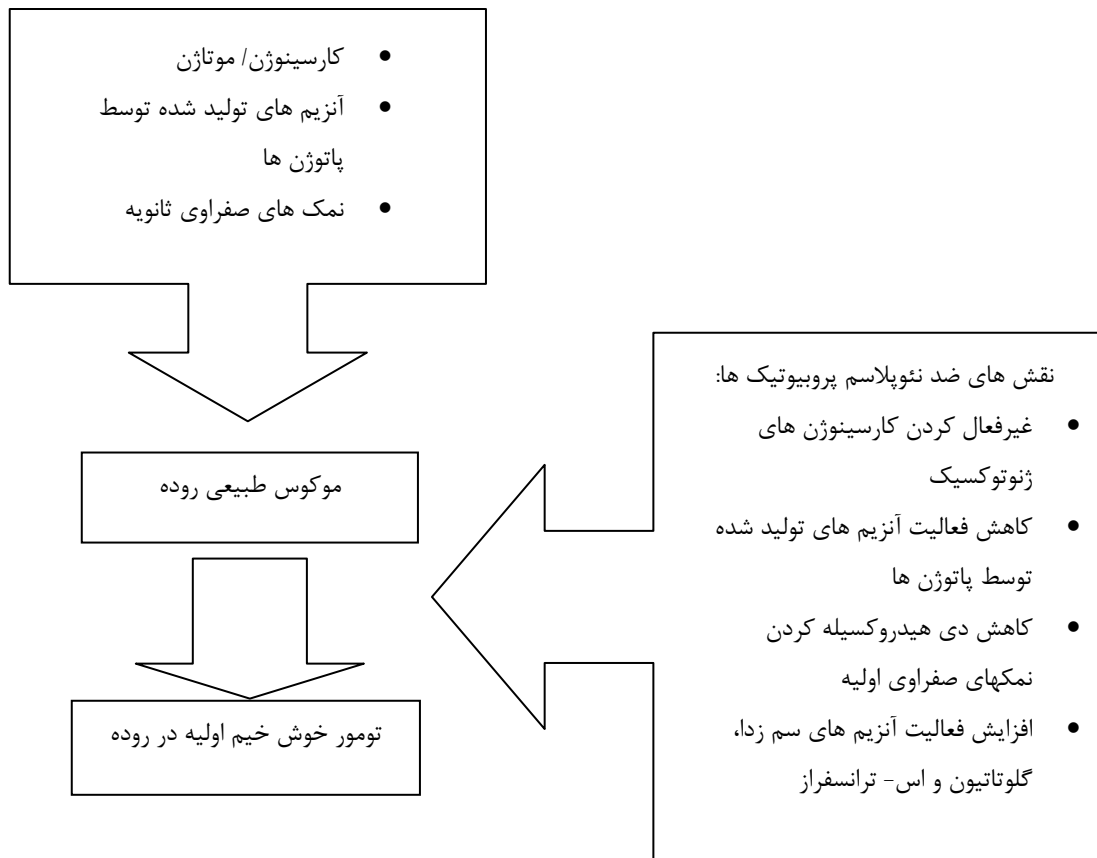 • کارسینوژن/ موتاژن
• آنزیم های تولید شده توسط
پاتوژن ها
• نمک های صفراوی ثانویه
موکوس طبیعی روده
تومور خوش خیم اولیه در روده
نقش های ضد نئوپلاسم پروبیوتیک ها:
• غیرفعال کردن کارسینوژن های
ژنوتوکسیک
• کاهش فعالیت آنزیم های تولید شده
توسط پاتوژن ها
• کاهش دی هیدروکسیله کردن
نمکهای صفراوی اولیه
• افزایش فعالیت آنزیم های سم زدا،
گلوتاتیون و اس- ترانسفراز